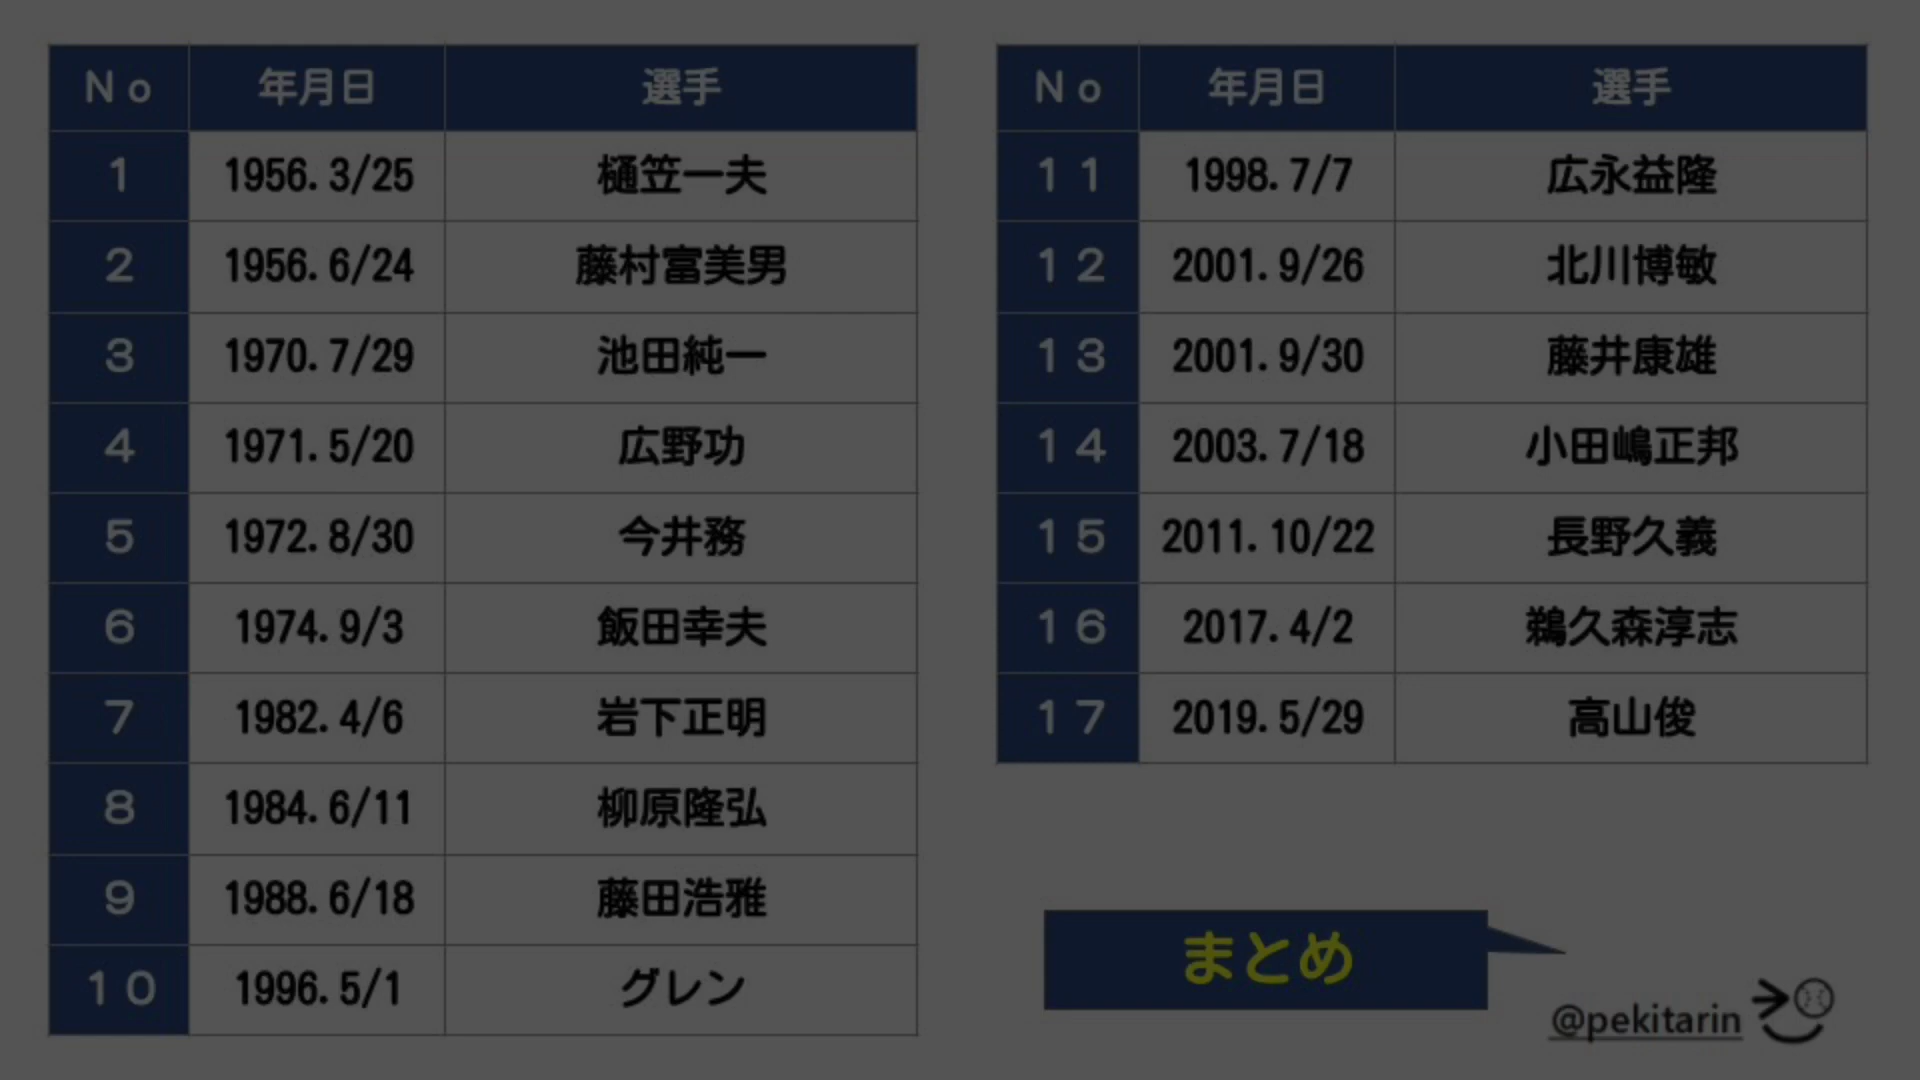 No 年月日 選手
1 1956. 3/25 樋笠一夫
2 1956. 6/24 藤村富美男
3 1970. 7/29 池田純一
4 1971. 5/20 広野功
5 1972. 8/30 今井務
6 1974. 9/3 飯田幸夫
7 1982. 4/6 岩下正明
8 1984. 6/11 柳原隆弘
9 1988. 6/18 藤田浩雅
10 1996. 5/1 グレン
No 年月日 選手
11 1998. 7/7 広永益隆
12 2001. 9/26 北川博敏
13 2001. 9/30 藤井康雄
14 2003. 7/18 小田嶋正邦
15 2011. 10/22 長野久義
16 2017. 4/2 鵜久森淳志
17 2019. 5/29 高山俊
まとめ
@pekitarin